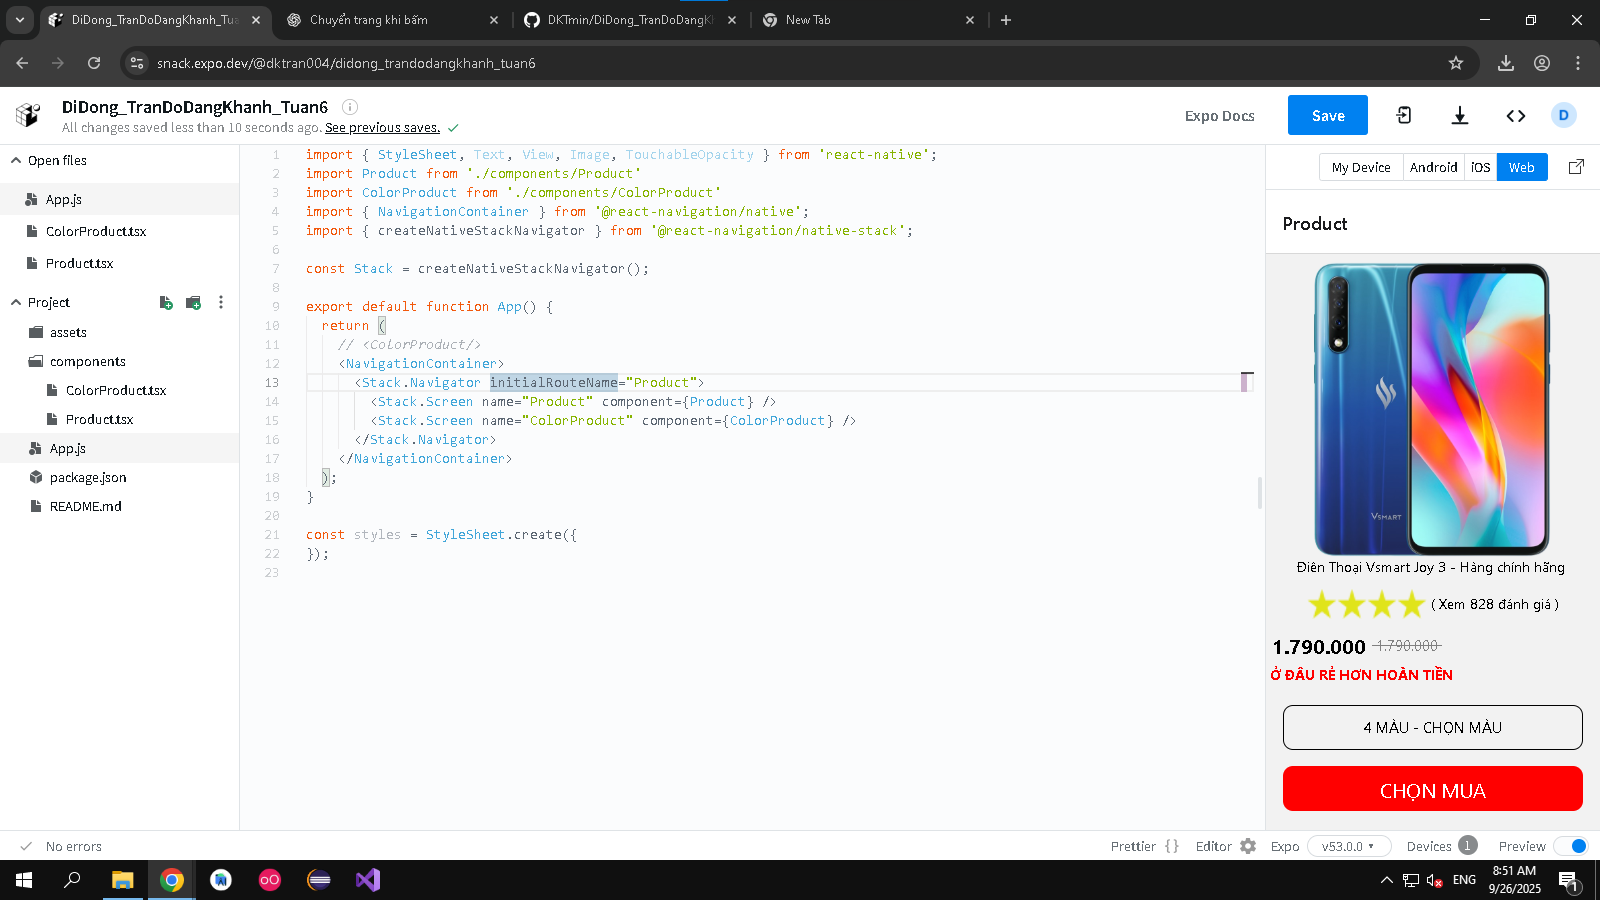 DiDong_TranDoDangKhanh_Tua
Chuyển trang khi bấm
DKTmin/DiDong_TranDoDangKh
New Tab
snack.expo.dev/@dktran004/didong_trandodangkhanh_tuan6
DiDong_TranDoDangKhanh_Tuan6
All changes saved less than 10 seconds ago. See previous saves.
Expo Docs
Save
D
Open files
App.js
ColorProduct.tsx
Product.tsx
Project
assets
components
ColorProduct.tsx
Product.tsx
App.js
package.json
README.md
1 import { StyleSheet, Text, View, Image, TouchableOpacity } from 'react-native';
2 import Product from './components/Product'
3 import ColorProduct from './components/ColorProduct'
4 import { NavigationContainer } from '@react-navigation/native';
5 import { createNativeStackNavigator } from '@react-navigation/native-stack';
6
7 const Stack = createNativeStackNavigator();
8
9 export default function App() {
10 return (
11 // <ColorProduct/>
12 <NavigationContainer>
13 <Stack.Navigator initialRouteName="Product">
14 <Stack.Screen name="Product" component={Product} />
15 <Stack.Screen name="ColorProduct" component={ColorProduct} />
16 </Stack.Navigator>
17 </NavigationContainer>
18 );
19 }
20
21 const styles = StyleSheet.create({
22 });
23
My Device Android iOS Web
Product
VSMART
Điện Thoại Vsmart Joy 3 - Hàng chính hãng
( Xem 828 đánh giá )
1.790.000 1.790.000
Ở ĐÂU RẺ HƠN HOÀN TIỀN
4 MÀU - CHỌN MÀU
CHỌN MUA
No errors
Prettier { } Editor Expo v53.0.0 Devices 1 Preview
ENG
8:51 AM
9/26/2025
1